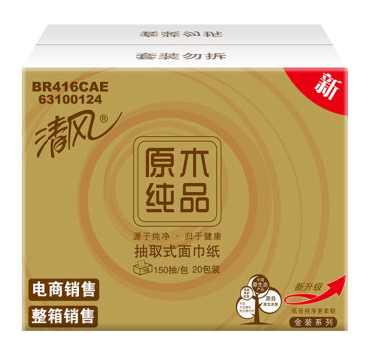 套装勿拆
套装勿拆
BR416CAE
63100124
清风®
新
原木
纯品
源于纯净·归于健康
抽取式面巾纸
150抽/包 20包装
电商销售
整箱销售
新升级
金装系列